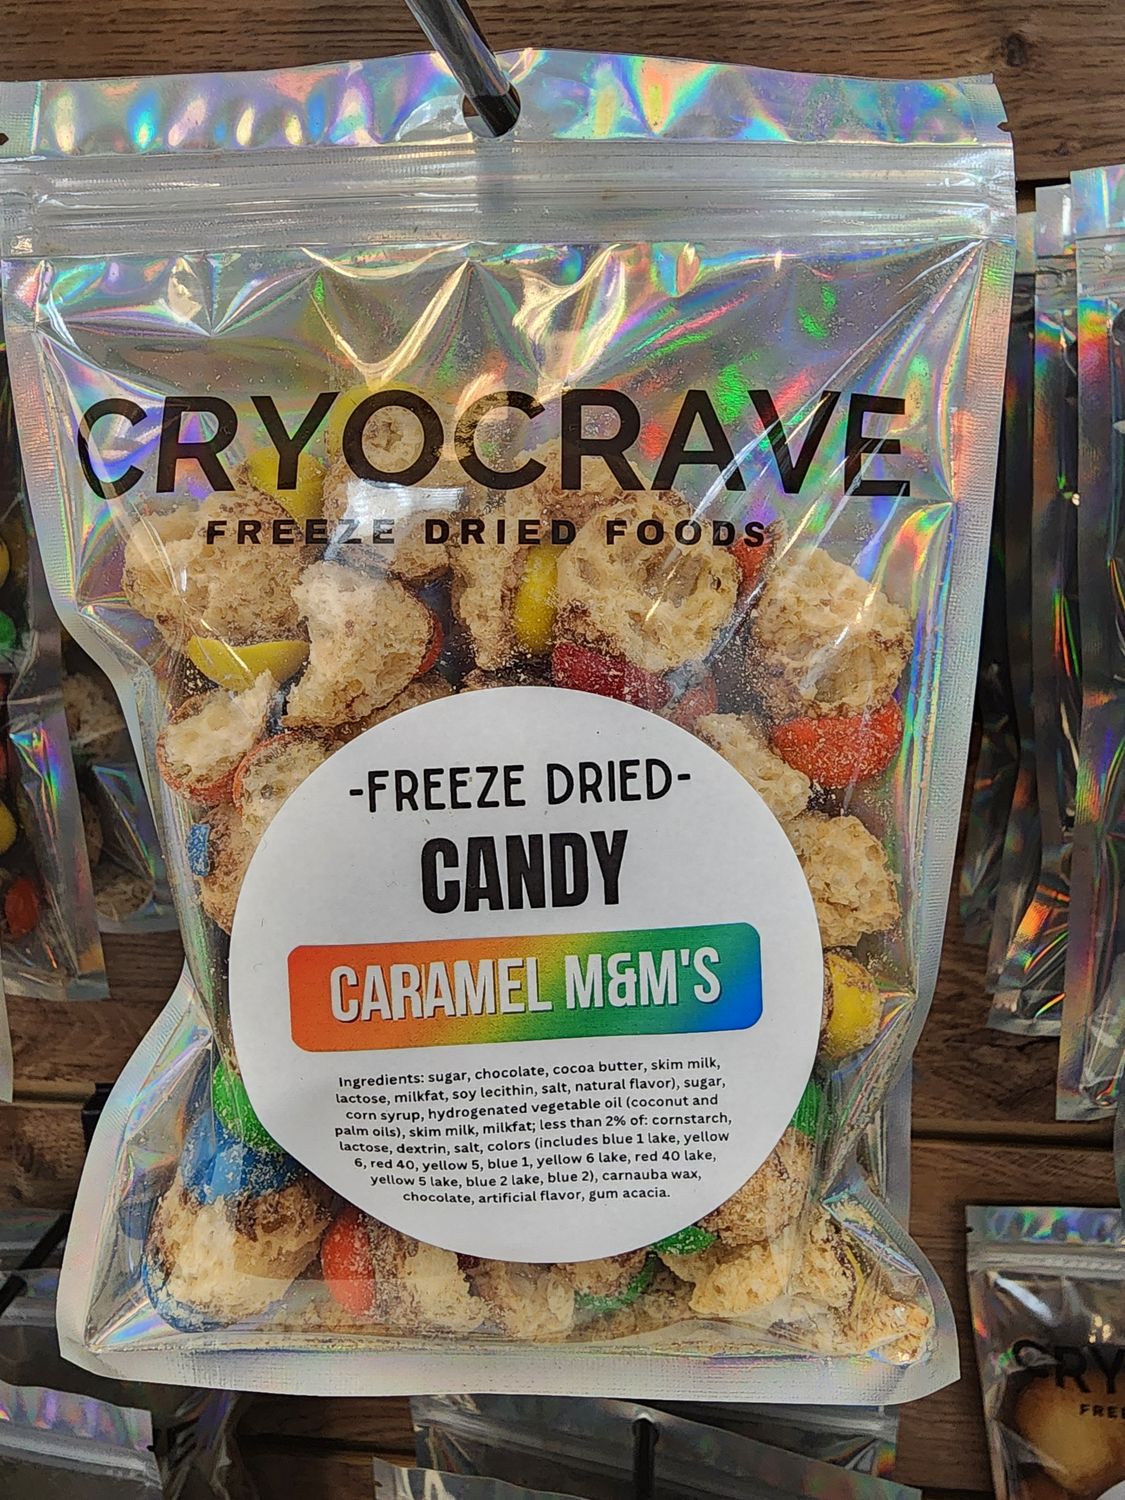 CRYOCRAVE
FREEZE DRIED FOODS
-FREEZE DRIED-
CANDY
CARAMEL M&M'S
Ingredients: sugar, chocolate, cocoa butter, skim milk,
lactose, milkfat, soy lecithin, salt, natural flavor), sugar,
corn syrup, hydrogenated vegetable oil (coconut and
palm oils), skim milk, milkfat; less than 2% of: cornstarch,
lactose, dextrin, salt, colors (includes blue 1 lake, yellow
6, red 40, yellow 5, blue 1, yellow 6 lake, red 40 lake,
yellow 5 lake, blue 2 lake, blue 2), carnauba wax,
chocolate, artificial flavor, gum acacia.
CRY
FREE